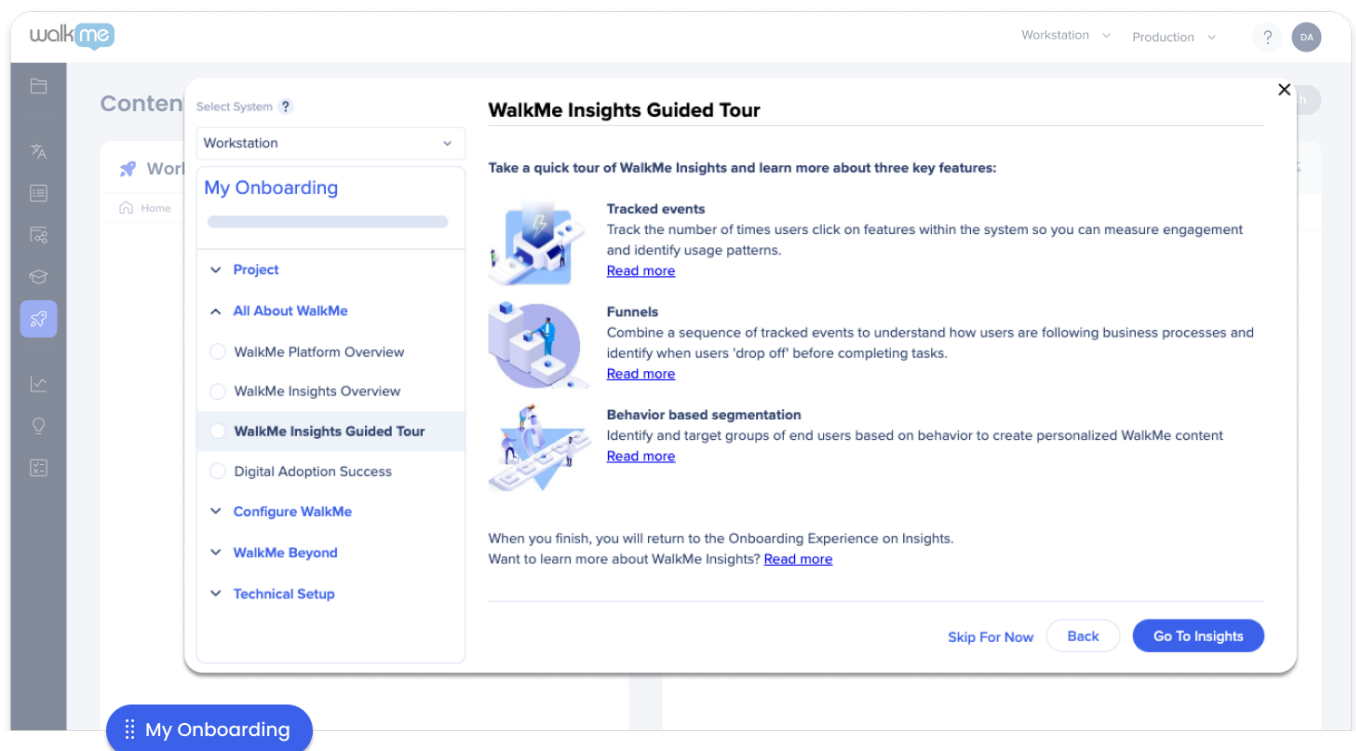 walkme
Workstation
Production
?
DA
Conten
Wor
Home
Select System ?
Workstation
My Onboarding
Project
All About WalkMe
WalkMe Platform Overview
WalkMe Insights Overview
WalkMe Insights Guided Tour
Digital Adoption Success
Configure WalkMe
WalkMe Beyond
Technical Setup
WalkMe Insights Guided Tour
Take a quick tour of WalkMe Insights and learn more about three key features:
Tracked events
Track the number of times users click on features within the system so you can measure engagement
and identify usage patterns.
Read more
Funnels
Combine a sequence of tracked events to understand how users are following business processes and
identify when users 'drop off' before completing tasks.
Read more
Behavior based segmentation
Identify and target groups of end users based on behavior to create personalized WalkMe content
Read more
When you finish, you will return to the Onboarding Experience on Insights.
Want to learn more about WalkMe Insights? Read more
Skip For Now
Back
Go To Insights
My Onboarding